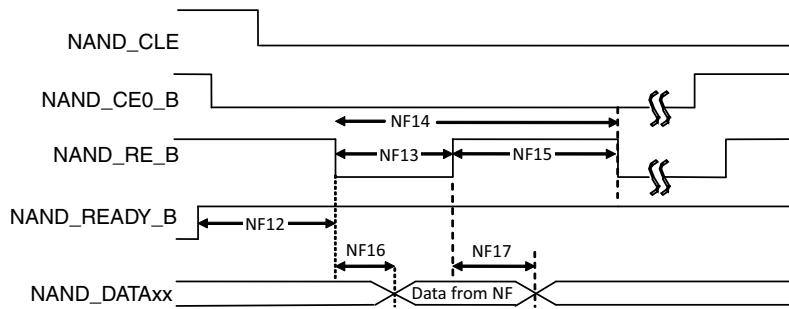 NAND_CLE
NAND_CE0_B
NF14
NAND_RE_B
NF13
NF15
NAND_READY_B
NF12
NF16
NF17
NAND_DATAxx
Data from NF